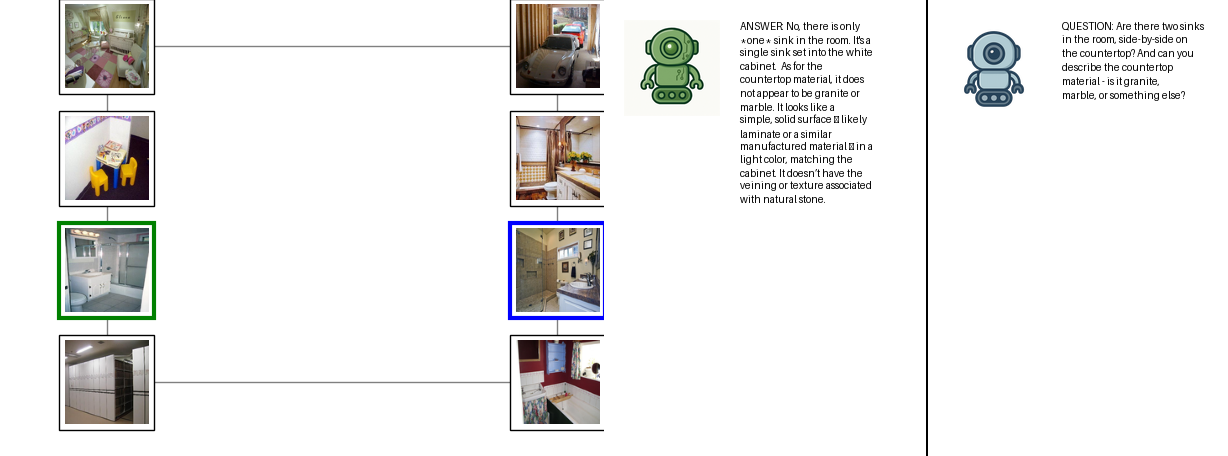 ANSWER: No, there is only
*one* sink in the room. It's a
single sink set into the white
cabinet. As for the
countertop material, it does
not appear to be granite or
marble. It looks like a
simple, solid surface ☒ likely
laminate or a similar
manufactured material ☒ in a
light color, matching the
cabinet. It doesn't have the
veining or texture associated
with natural stone.
QUESTION: Are there two sinks
in the room, side-by-side on
the countertop? And can you
describe the countertop
material - is it granite,
marble, or something else?